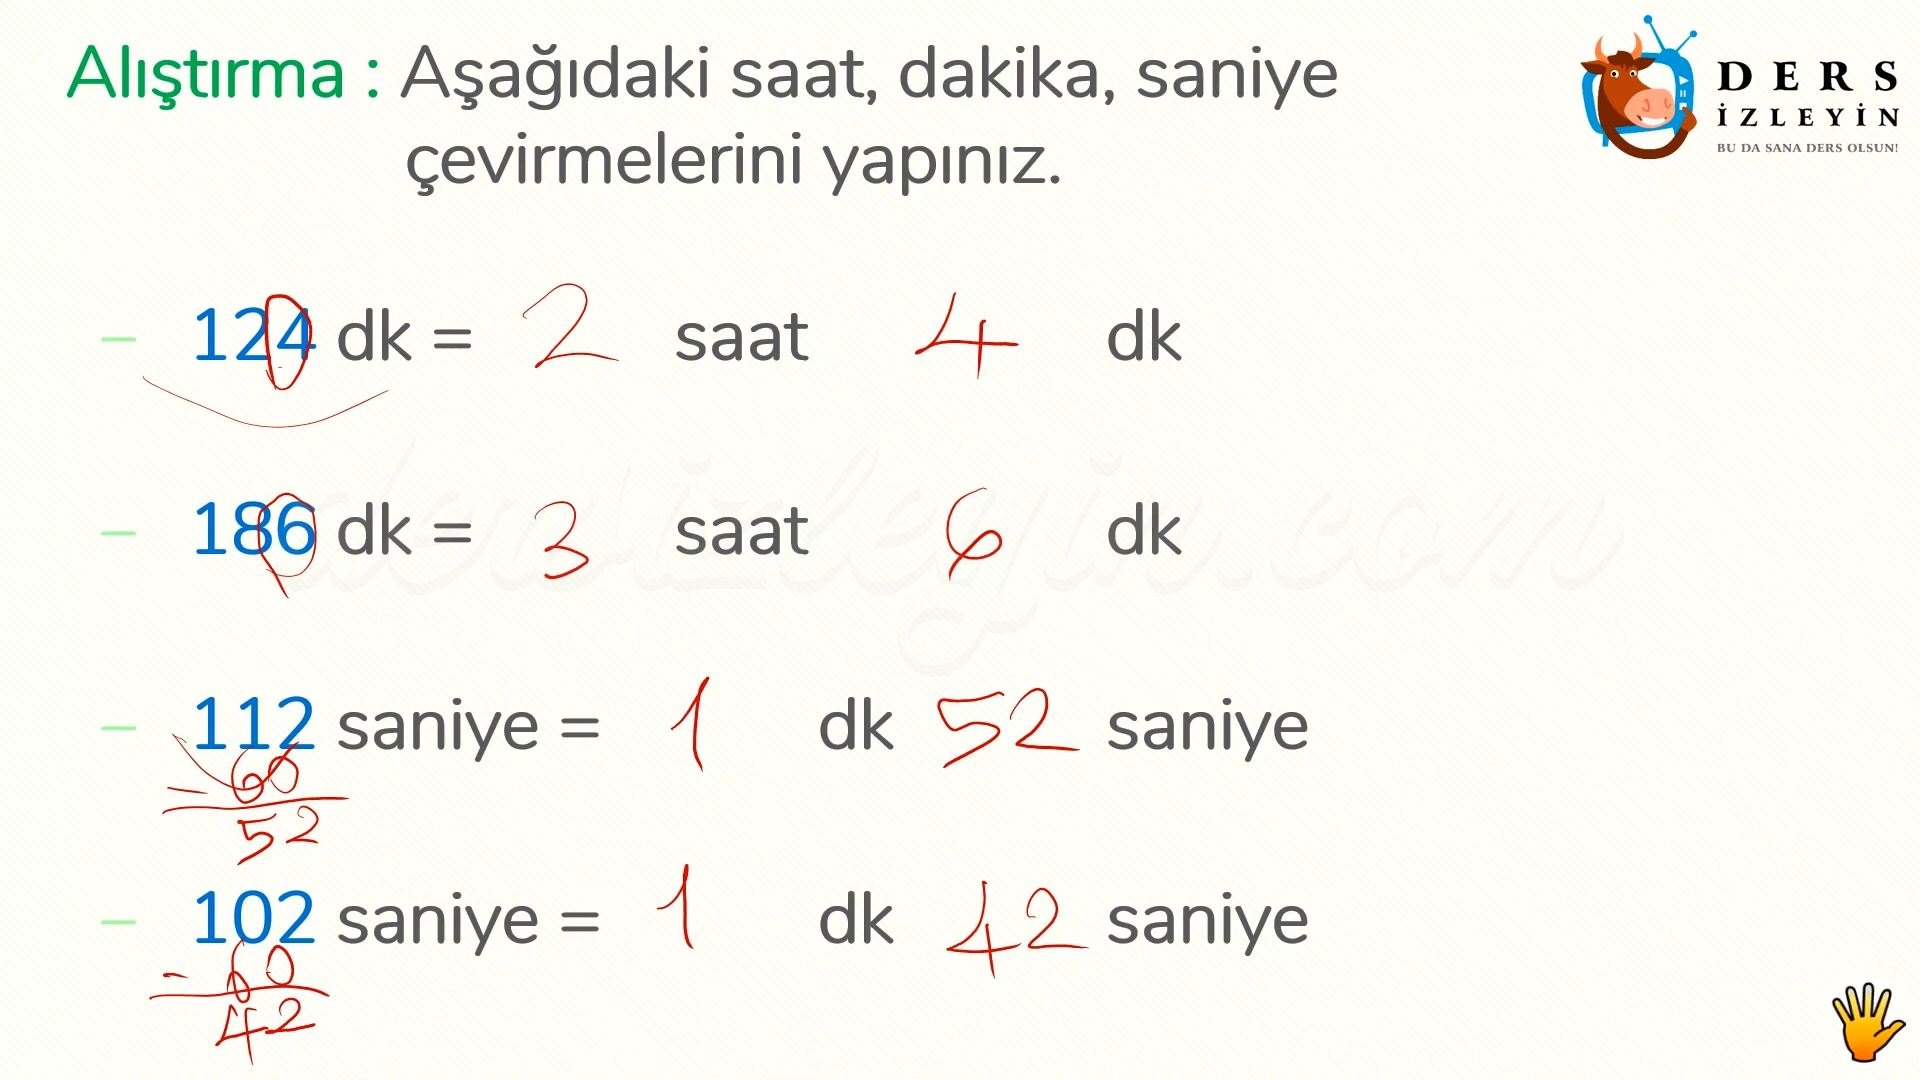 Alıştırma : Aşağıdaki saat, dakika, saniye
çevirmelerini yapınız.
DERS
İZLEYİN
BU DA SANA DERS OLSUN!
– 124 dk = 2 saat 4 dk
– 186 dk = 3 saat 6 dk
dersizleyin.com
– 112 saniye = 1 dk 52 saniye
– 60
52
– 102 saniye = 1 dk 42 saniye
– 60
42